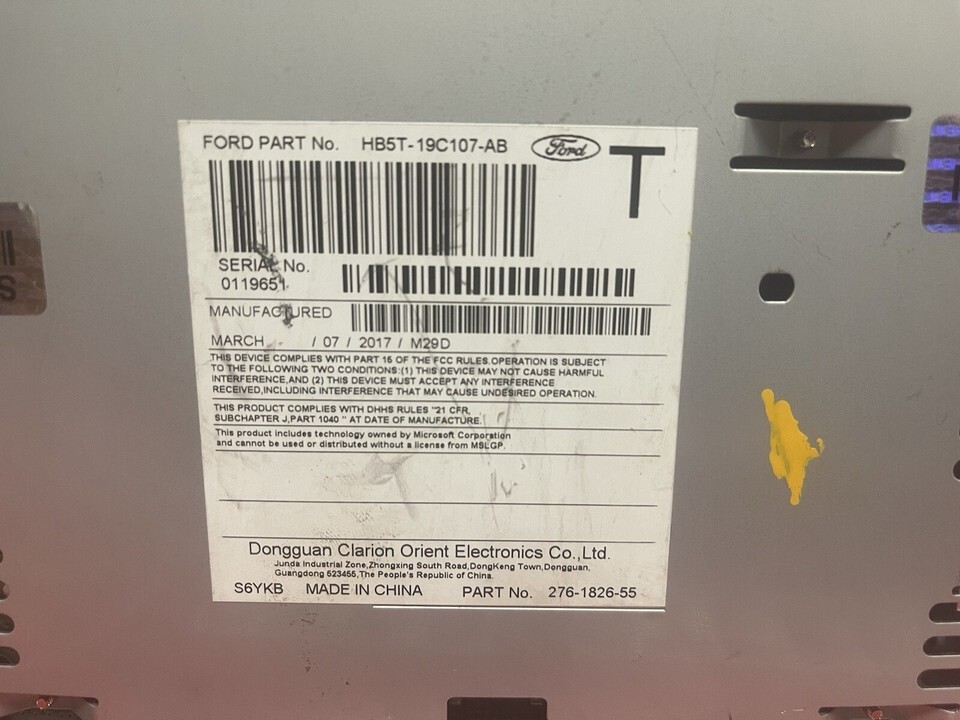 FORD PART No. HB5T-19C107-AB Ford T
SERIAL No.
0119651
MANUFACTURED
MARCH / 07 / 2017 / M29D
THIS DEVICE COMPLIES WITH PART 15 OF THE FCC RULES.OPERATION IS SUBJECT
TO THE FOLLOWING TWO CONDITIONS:(1) THIS DEVICE MAY NOT CAUSE HARMFUL
INTERFERENCE,AND (2) THIS DEVICE MUST ACCEPT ANY INTERFERENCE
RECEIVED,INCLUDING INTERFERENCE THAT MAY CAUSE UNDESIRED OPERATION.
THIS PRODUCT COMPLIES WITH DHHS RULES "21 CFR,
SUBCHAPTER J,PART 1040 " AT DATE OF MANUFACTURE.
This product includes technology owned by Microsoft Corporation
and cannot be used or distributed without a license from MSLGP.
Dongguan Clarion Orient Electronics Co.,Ltd.
Junda Industrial Zone,Zhongxing South Road,DongKeng Town,Dongguan,
Guangdong 523455,The People's Republic of China.
S6YKB MADE IN CHINA PART No. 276-1826-55
S